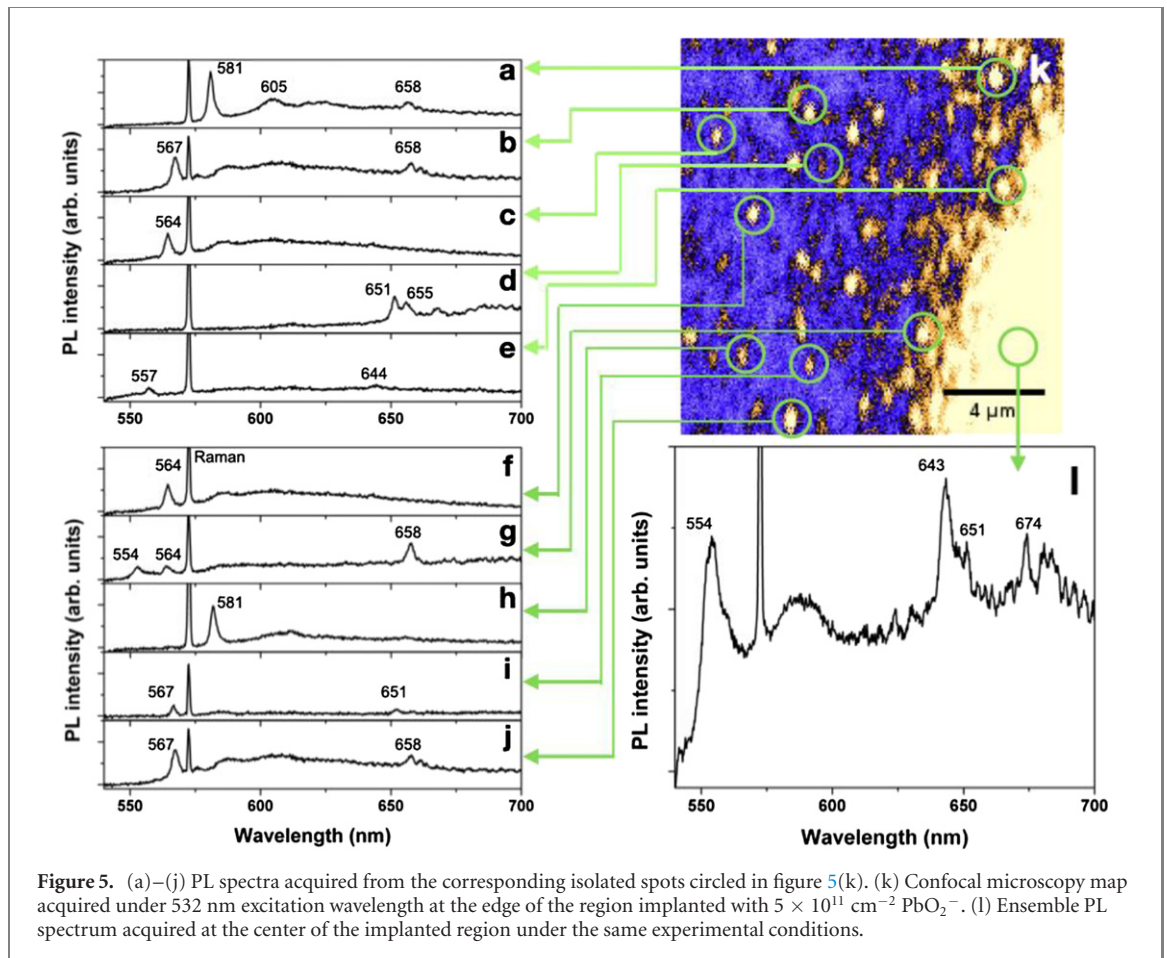 581
605
658
a
567
658
b
564
c
651
655
d
557
644
e
550
600
650
700
PL intensity (arb. units)
564
Raman
f
554
564
658
g
581
h
567
651
i
567
658
j
550
600
650
700
PL intensity (arb. units)
Wavelength (nm)
k
4 µm
554
643
651
674
l
550
600
650
700
PL intensity (arb. units)
Wavelength (nm)
Figure 5. (a)–(j) PL spectra acquired from the corresponding isolated spots circled in figure 5(k). (k) Confocal microscopy map
acquired under 532 nm excitation wavelength at the edge of the region implanted with 5 × 10¹¹ cm⁻² PbO₂⁻. (l) Ensemble PL
spectrum acquired at the center of the implanted region under the same experimental conditions.